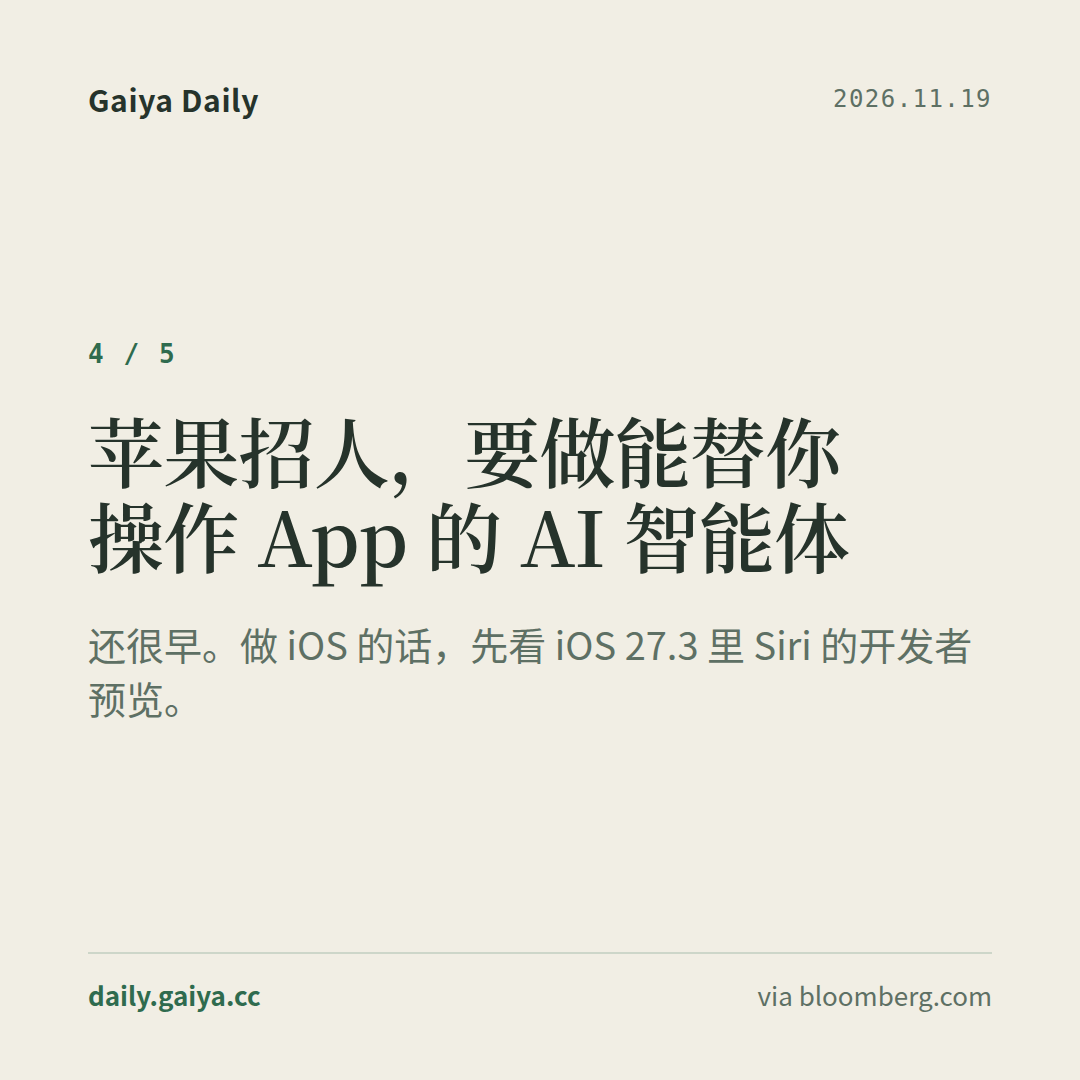 Gaiya Daily
2026.11.19
4 / 5
苹果招人，要做能替你
操作 App 的 AI 智能体
还很早。做 iOS 的话，先看 iOS 27.3 里 Siri 的开发者
预览。
daily.gaiya.cc
via bloomberg.com